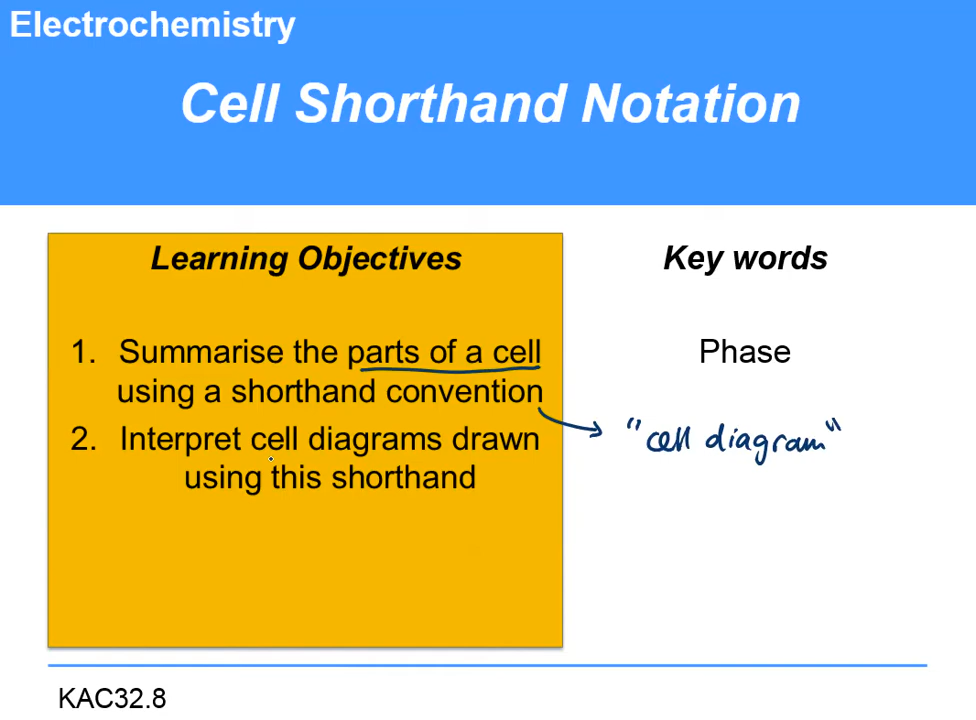 Electrochemistry
Cell Shorthand Notation
Learning Objectives
1. Summarise the parts of a cell
using a shorthand convention
2. Interpret cell diagrams drawn
using this shorthand
Key words
Phase
"cell diagram"
KAC32.8